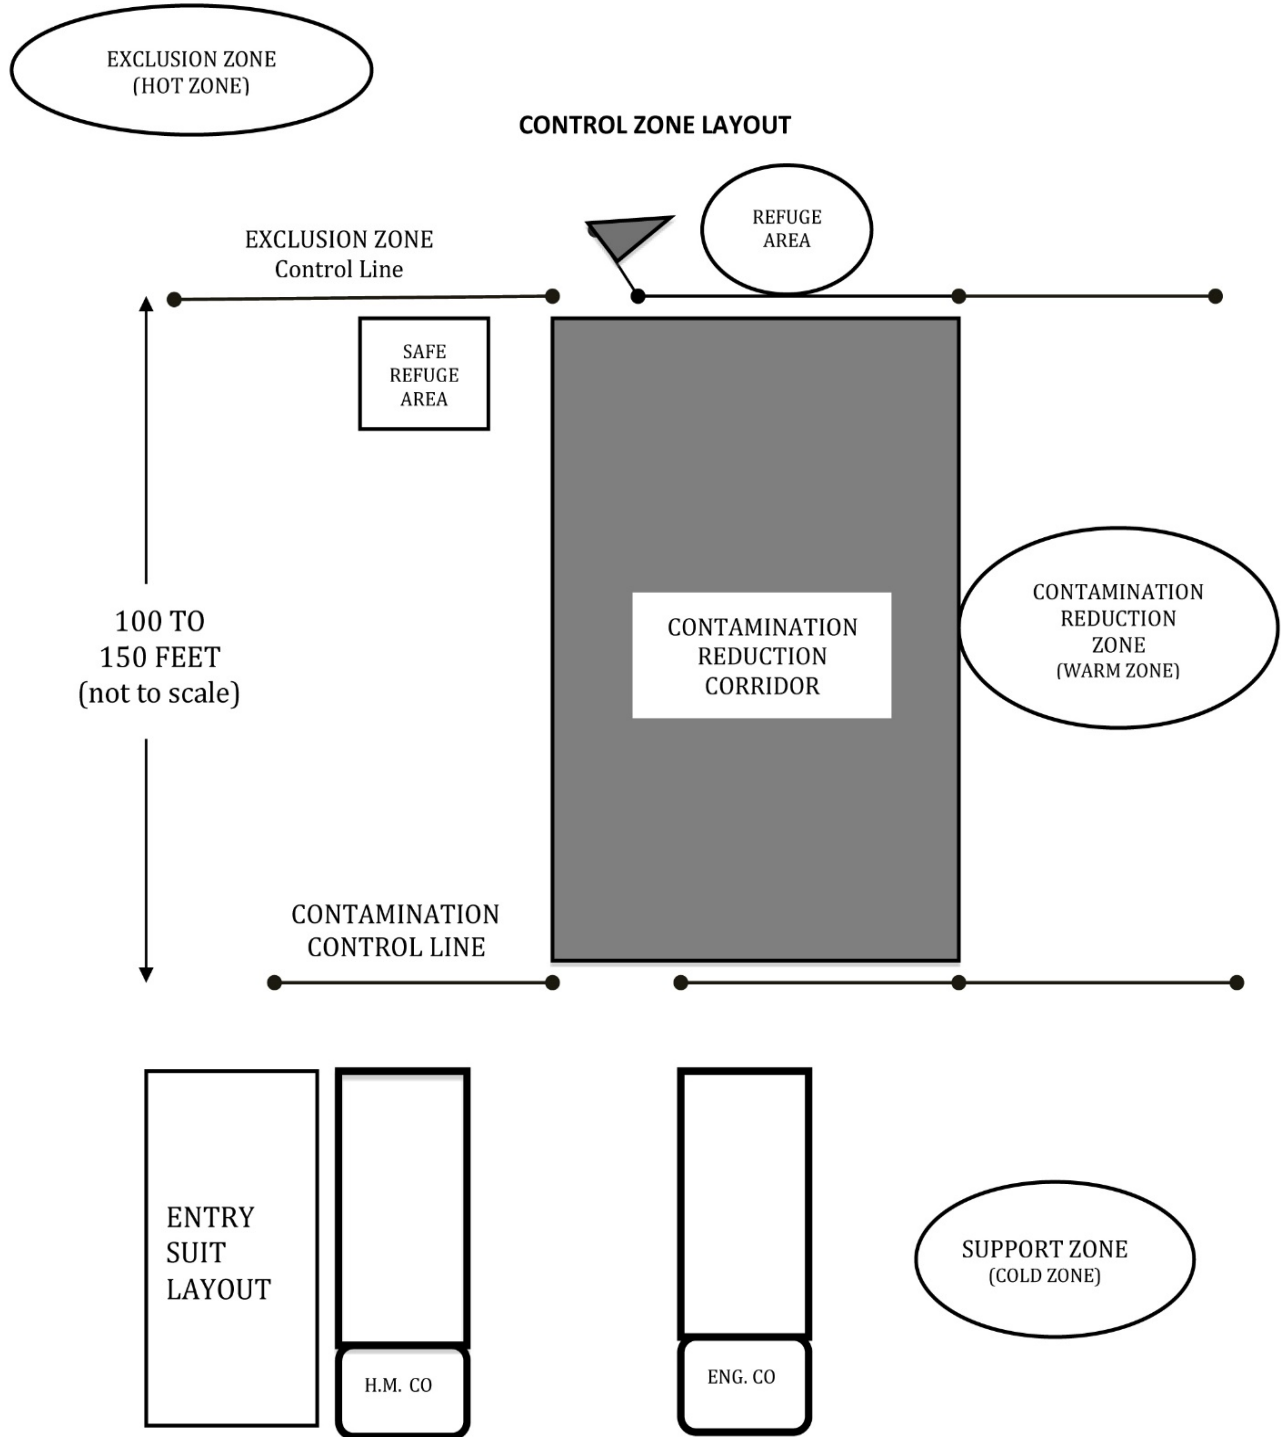 EXCLUSION ZONE
(HOT ZONE)
CONTROL ZONE LAYOUT
REFUGE
AREA
EXCLUSION ZONE
Control Line
SAFE
REFUGE
AREA
100 TO
150 FEET
(not to scale)
CONTAMINATION
REDUCTION
CORRIDOR
CONTAMINATION
REDUCTION
ZONE
(WARM ZONE)
CONTAMINATION
CONTROL LINE
ENTRY
SUIT
LAYOUT
H.M. CO
ENG. CO
SUPPORT ZONE
(COLD ZONE)